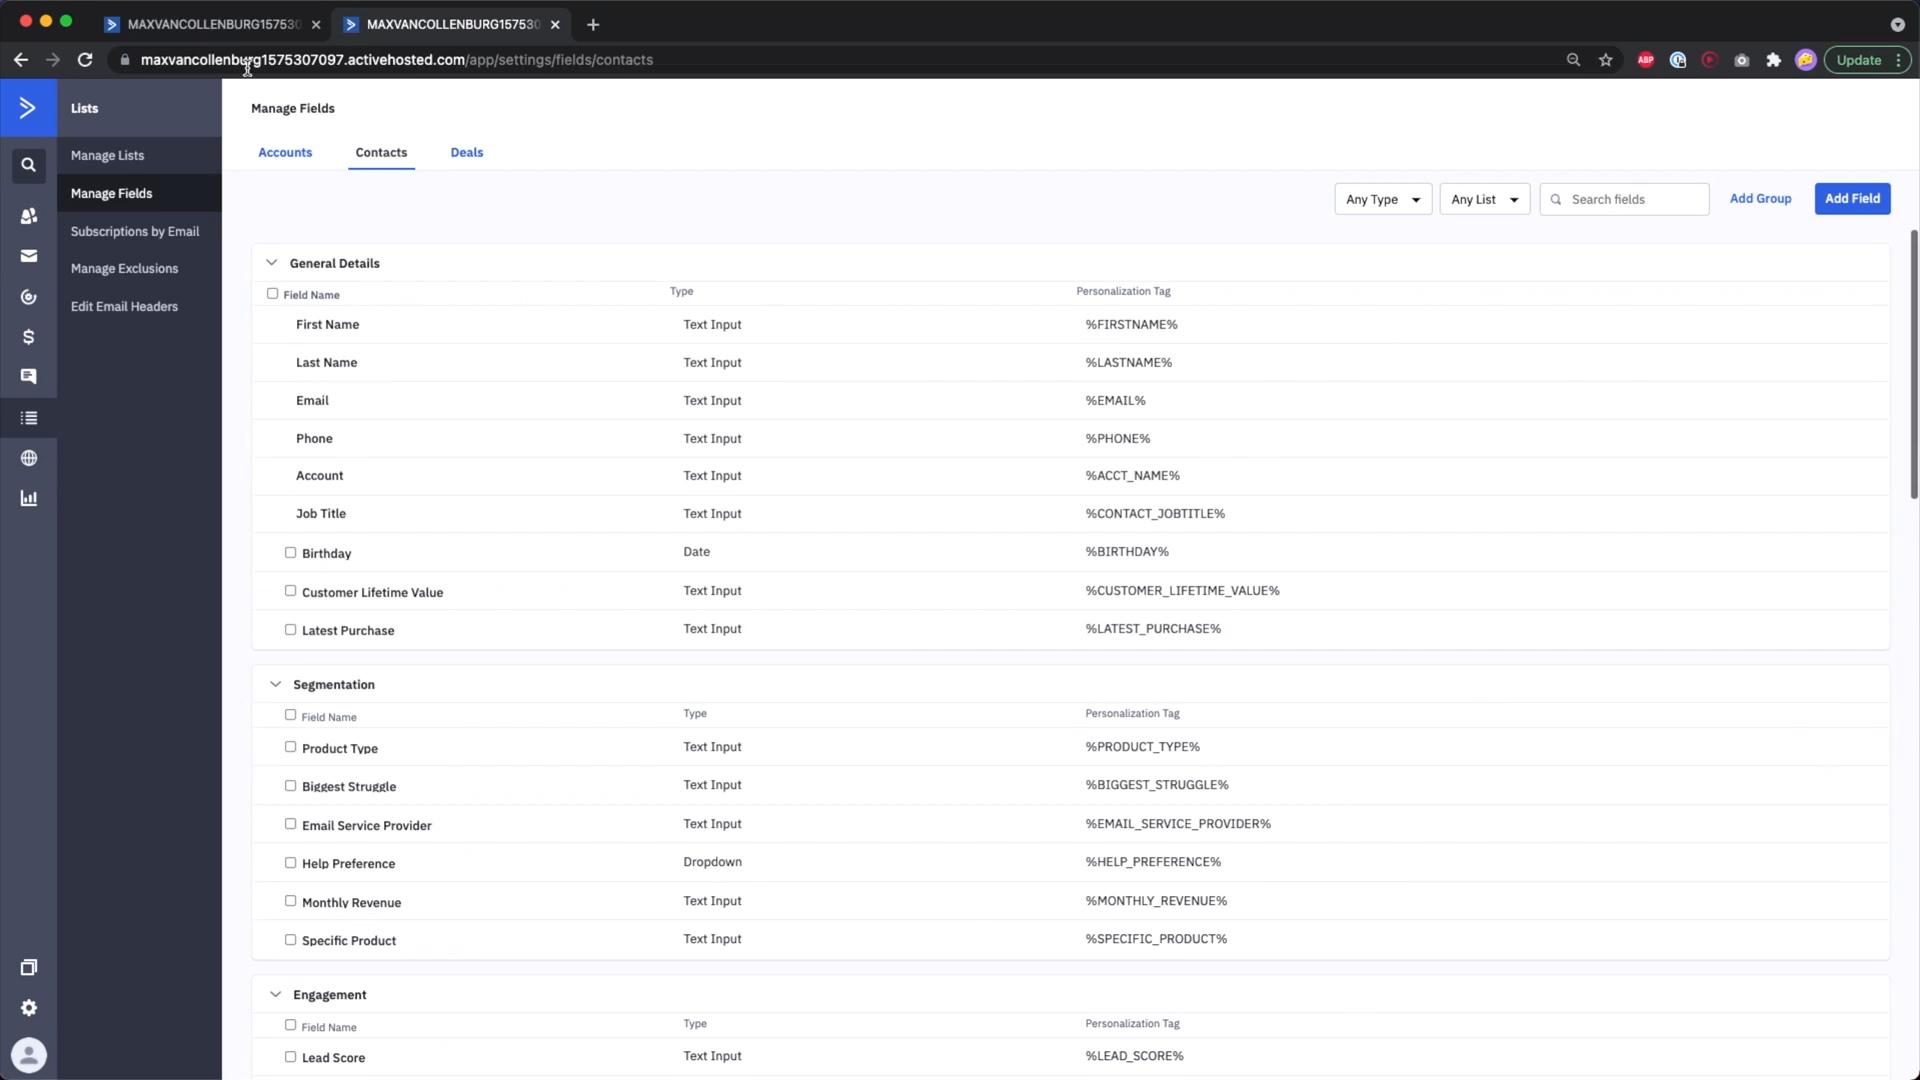 MAXVANCOLLENBURG157530
MAXVANCOLLENBURG157530
maxvancollenburg1575307097.activehosted.com/app/settings/fields/contacts
ABP
Update
Lists
Manage Lists
Manage Fields
Subscriptions by Email
Manage Exclusions
Edit Email Headers
Manage Fields
Accounts Contacts Deals
Any Type Any List Search fields Add Group Add Field
General Details
Field Name Type Personalization Tag
First Name Text Input %FIRSTNAME%
Last Name Text Input %LASTNAME%
Email Text Input %EMAIL%
Phone Text Input %PHONE%
Account Text Input %ACCT_NAME%
Job Title Text Input %CONTACT_JOBTITLE%
Birthday Date %BIRTHDAY%
Customer Lifetime Value Text Input %CUSTOMER_LIFETIME_VALUE%
Latest Purchase Text Input %LATEST_PURCHASE%
Segmentation
Field Name Type Personalization Tag
Product Type Text Input %PRODUCT_TYPE%
Biggest Struggle Text Input %BIGGEST_STRUGGLE%
Email Service Provider Text Input %EMAIL_SERVICE_PROVIDER%
Help Preference Dropdown %HELP_PREFERENCE%
Monthly Revenue Text Input %MONTHLY_REVENUE%
Specific Product Text Input %SPECIFIC_PRODUCT%
Engagement
Field Name Type Personalization Tag
Lead Score Text Input %LEAD_SCORE%